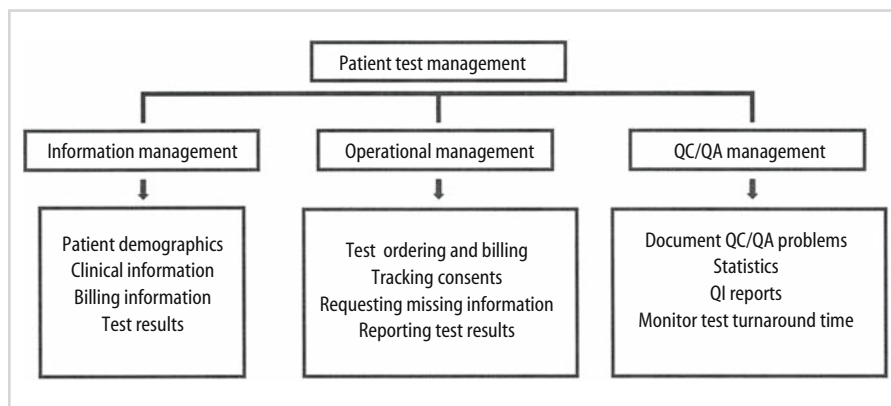 Patient test management
Information management
Operational management
QC/QA management
Patient demographics
Clinical information
Billing information
Test results
Test ordering and billing
Tracking consents
Requesting missing information
Reporting test results
Document QC/QA problems
Statistics
QI reports
Monitor test turnaround time